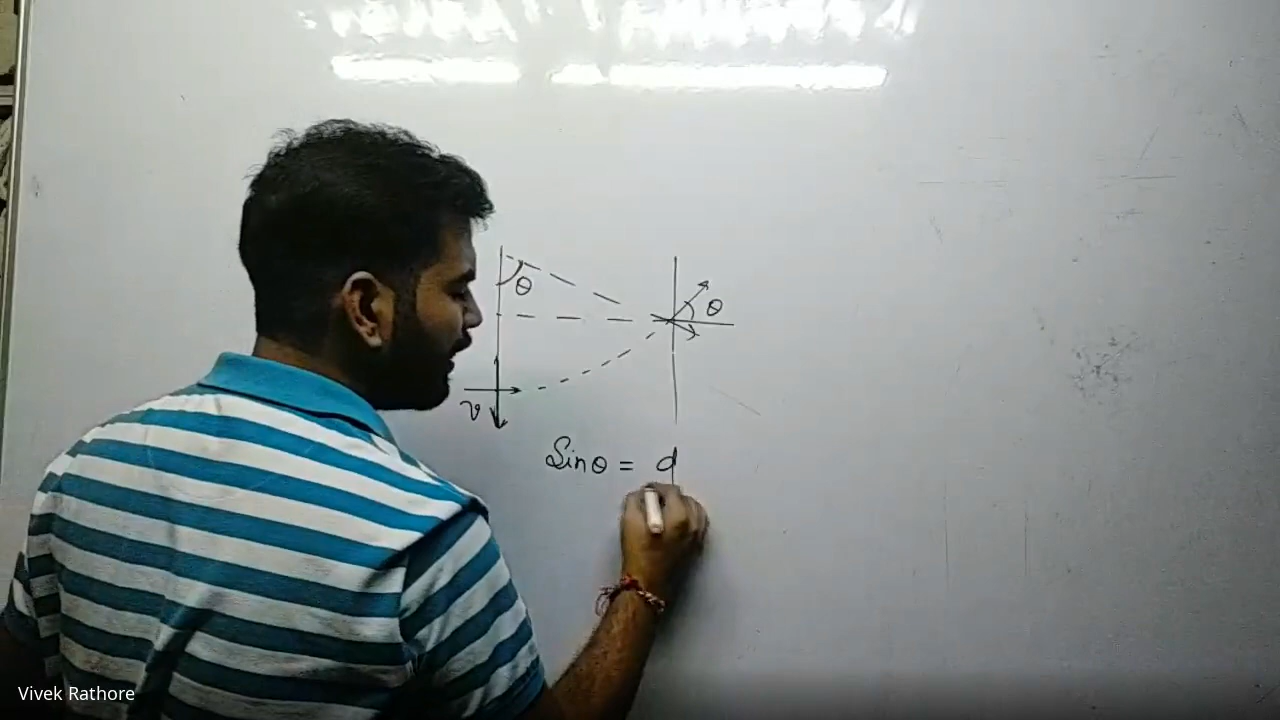 θ
θ
v
Sinθ = d
Vivek Rathore